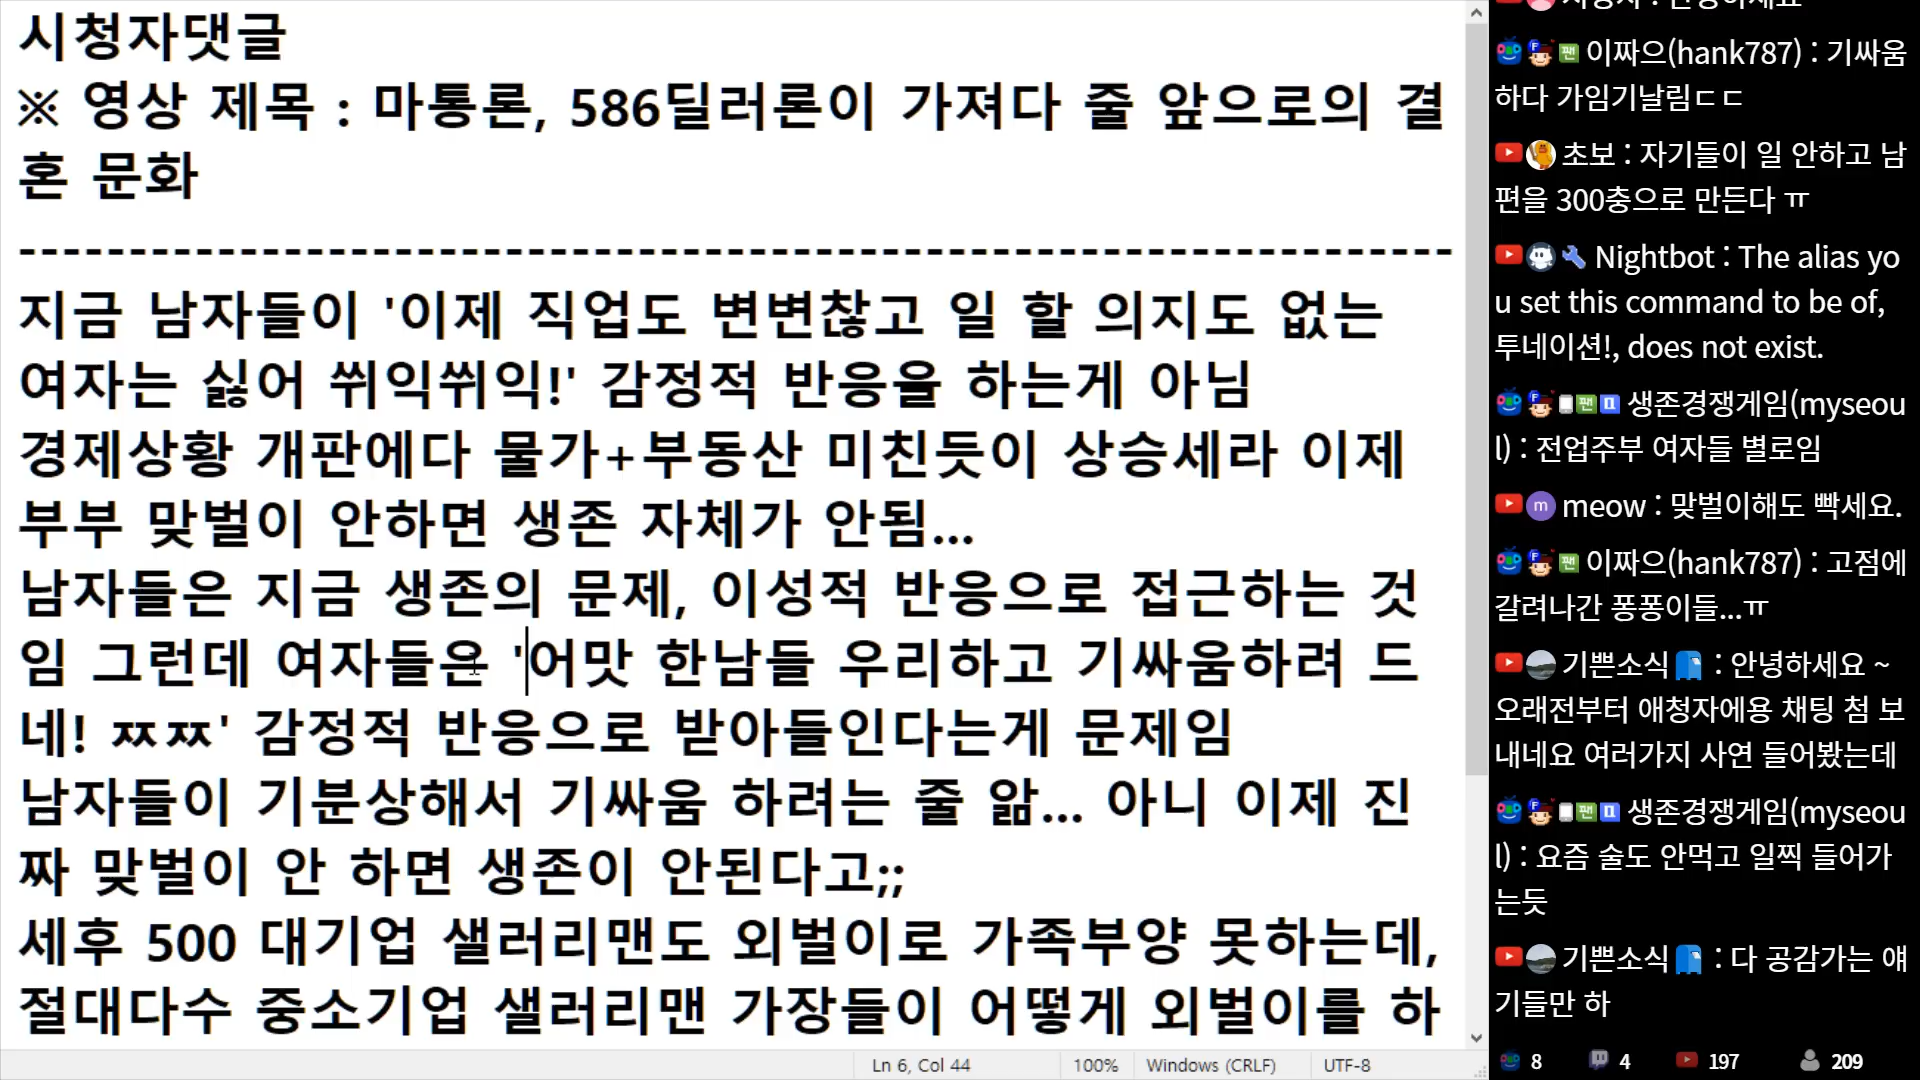 시청자댓글
※ 영상 제목 : 마통론, 586딜러론이 가져다 줄 앞으로의 결
혼 문화
--------------------------------------------------------------------
지금 남자들이 '이제 직업도 변변찮고 일 할 의지도 없는
여자는 싫어 쒸익쒸익!' 감정적 반응을 하는게 아님
경제상황 개판에다 물가+부동산 미친듯이 상승세라 이제
부부 맞벌이 안하면 생존 자체가 안됨...
남자들은 지금 생존의 문제, 이성적 반응으로 접근하는 것
임 그런데 여자들은 '어맛 한남들 우리하고 기싸움하려 드
네! ㅉㅉ' 감정적 반응으로 받아들인다는게 문제임
남자들이 기분상해서 기싸움 하려는 줄 앎... 아니 이제 진
짜 맞벌이 안 하면 생존이 안된다고;;
세후 500 대기업 샐러리맨도 외벌이로 가족부양 못하는데,
절대다수 중소기업 샐러리맨 가장들이 어떻게 외벌이를 하
Ln 6, Col 44 100% Windows (CRLF) UTF-8
이짜으(hank787) : 기싸움
하다 가임기날림ㄷㄷ
초보 : 자기들이 일 안하고 남
편을 300충으로 만든다 ㅠ
Nightbot : The alias yo
u set this command to be of,
투네이션!, does not exist.
생존경쟁게임(myseou
l) : 전업주부 여자들 별로임
meow : 맞벌이해도 빡세요.
이짜으(hank787) : 고점에
갈려나간 퐁퐁이들...ㅠ
기쁜소식 : 안녕하세요 ~
오래전부터 애청자에용 채팅 첨 보
내네요 여러가지 사연 들어봤는데
생존경쟁게임(myseou
l) : 요즘 술도 안먹고 일찍 들어가
는듯
기쁜소식 : 다 공감가는 얘
기들만 하
8 4 197 209